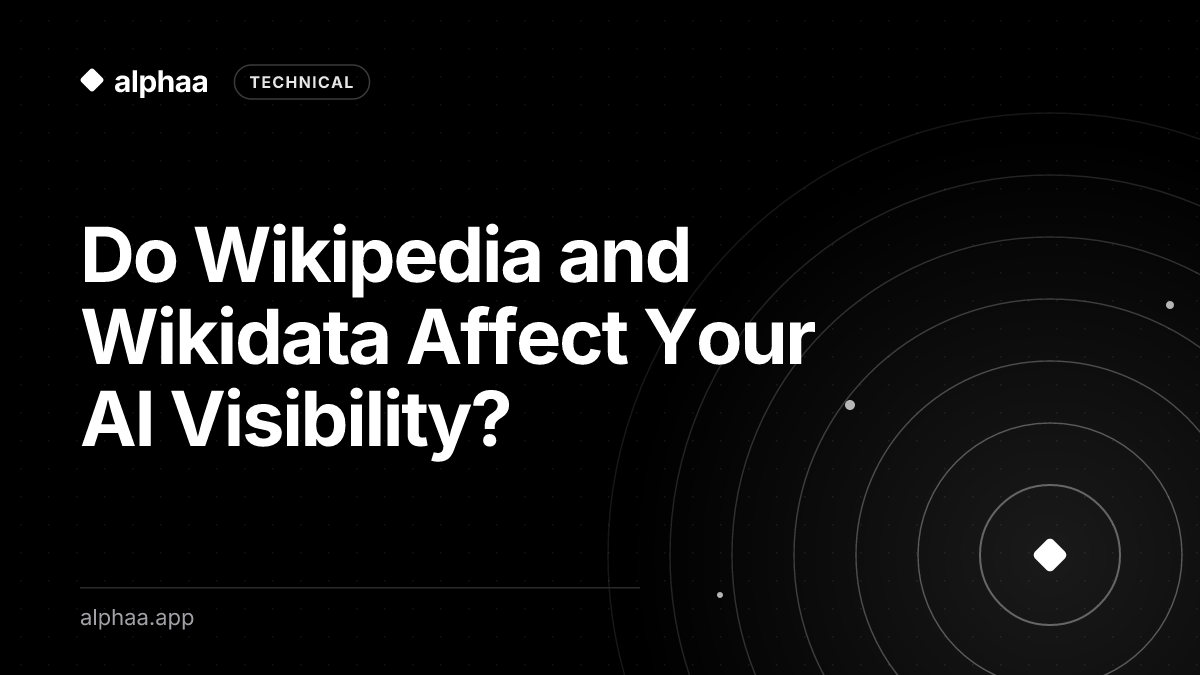 alphaa
TECHNICAL
Do Wikipedia and
Wikidata Affect Your
AI Visibility?
alphaa.app